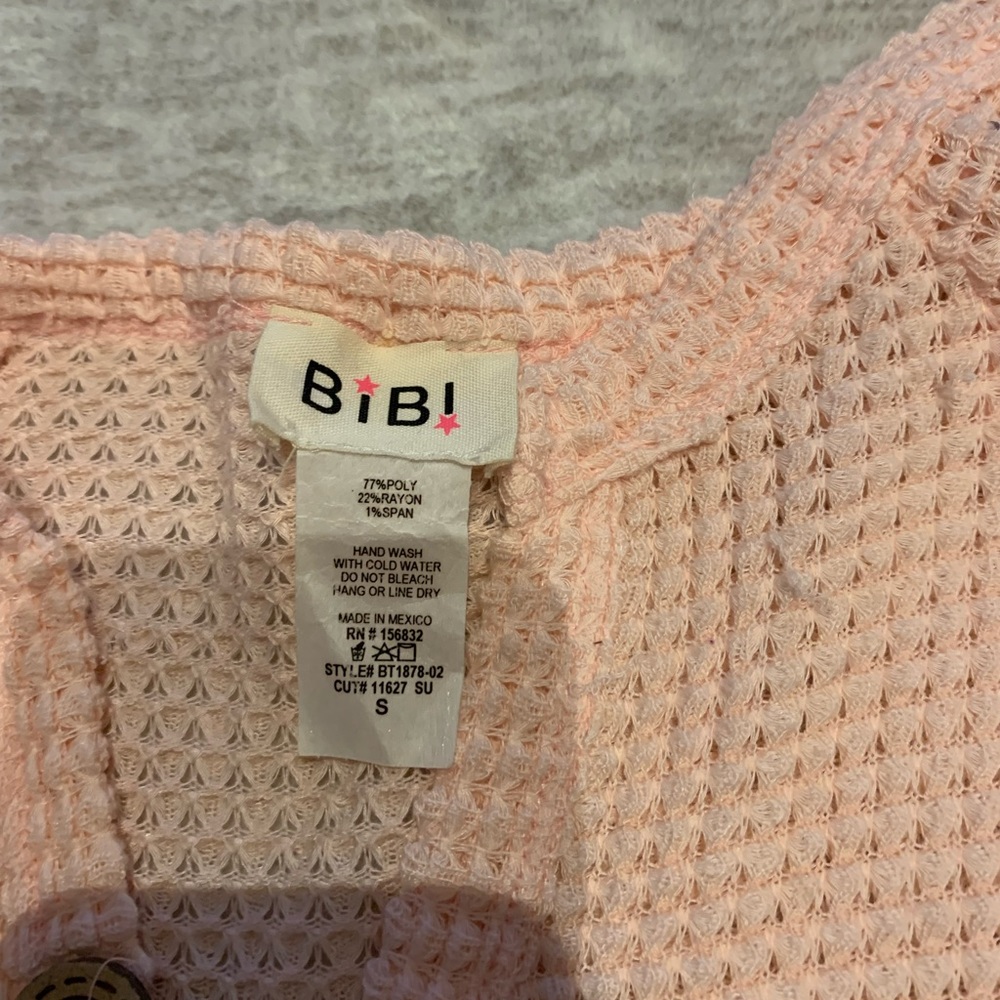 BiB!
77%POLY
22%RAYON
1%SPAN
HAND WASH
WITH COLD WATER
DO NOT BLEACH
HANG OR LINE DRY
MADE IN MEXICO
RN # 156832
STYLE# BT1878-02
CUT# 11627 SU
S